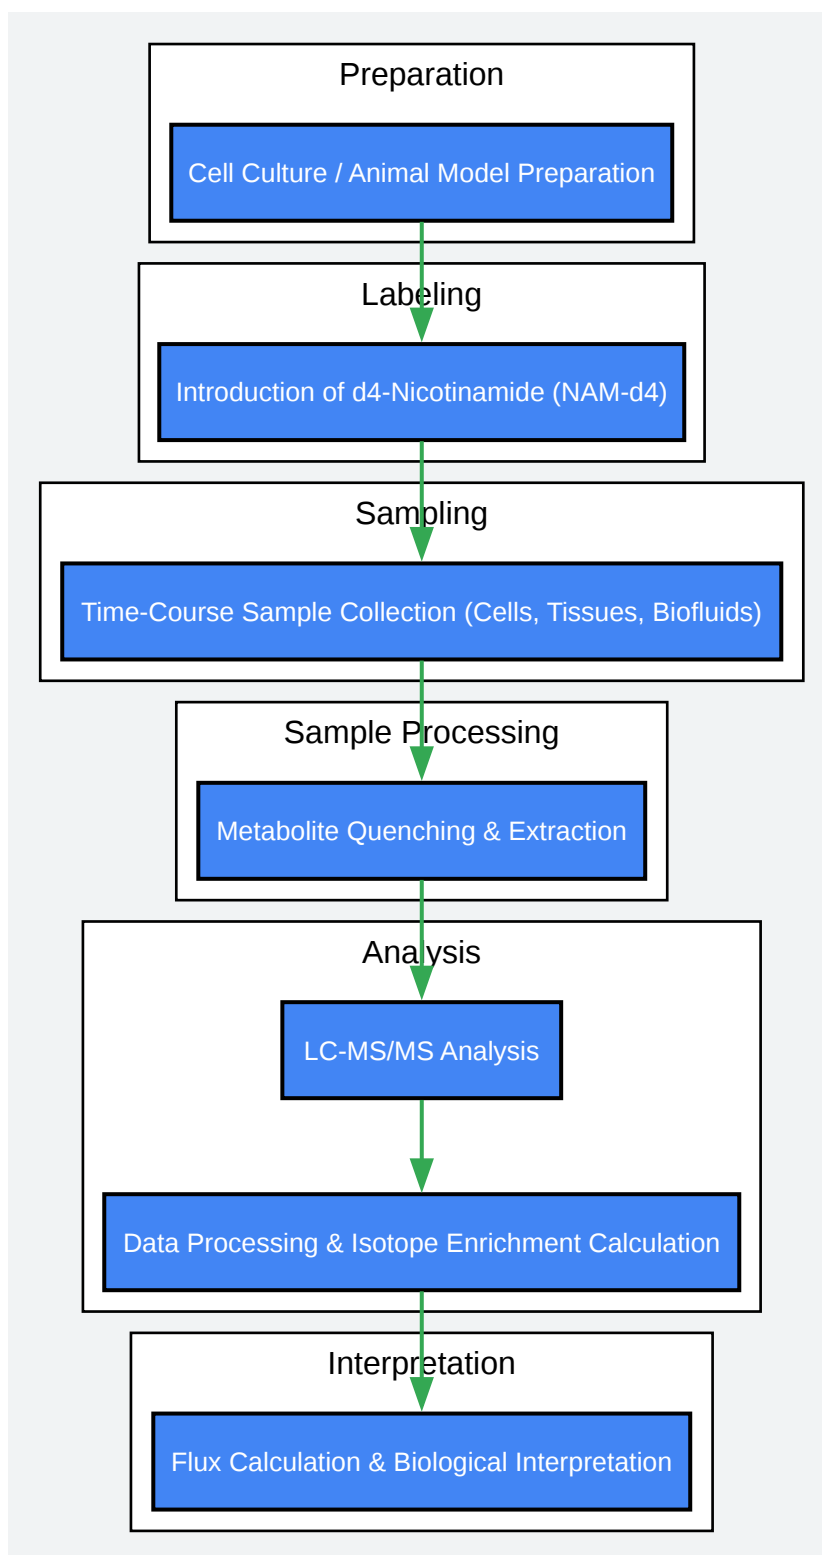 Preparation
Cell Culture / Animal Model Preparation
Labeling
Introduction of d4-Nicotinamide (NAM-d4)
Sampling
Time-Course Sample Collection (Cells, Tissues, Biofluids)
Sample Processing
Metabolite Quenching & Extraction
Analysis
LC-MS/MS Analysis
Data Processing & Isotope Enrichment Calculation
Interpretation
Flux Calculation & Biological Interpretation